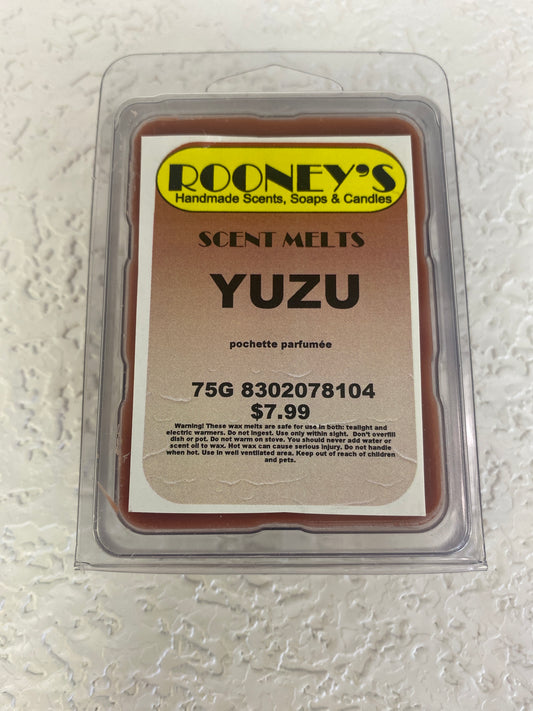 ROONEY'S
Handmade Scents, Soaps & Candles
SCENT MELTS
YUZU
pochette parfumée
75G 8302078104
$7.99
Warning! These wax melts are safe for use in both: tealight and
electric warmers. Do not ingest. Use only within sight. Don't overfill
dish or pot. Do not warm on stove. You should never add water or
scent oil to wax. Hot wax can cause serious injury. Do not handle
when hot. Use in well ventilated area. Keep out of reach of children
and pets.